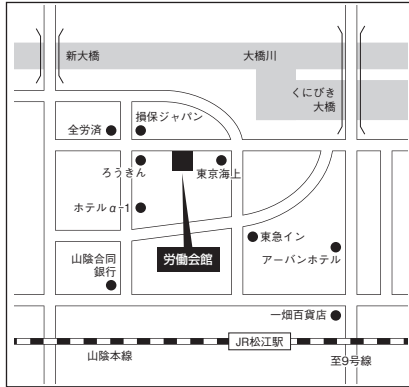 新大橋
大橋川
くにびき
大橋
損保ジャパン
全労済
ろうきん
東京海上
ホテルα-1
労働会館
東急イン
アーバンホテル
山陰合同
銀行
一畑百貨店
JR松江駅
山陰本線
至9号線